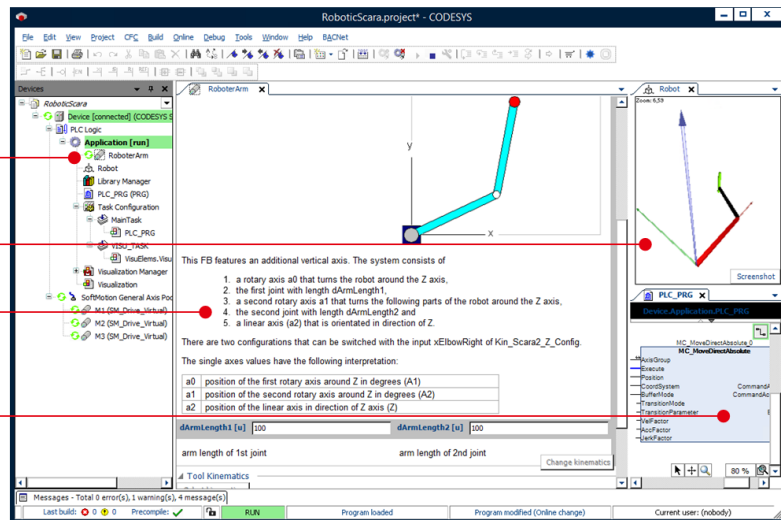 RoboticScara.project* - CODESYS
File Edit View Project CFC Build Online Debug Tools Window Help BACNet
Devices
RoboticScara
Device [connected] (CODESYS S
PLC Logic
Application [run]
RoboterArm
Robot
Library Manager
PLC_PRG (PRG)
Task Configuration
MainTask
PLC_PRG
VISU_TASK
VisuElems.Visu
Visualization Manager
Visualization
SoftMotion General Axis Poo
M1 (SM_Drive_Virtual)
M2 (SM_Drive_Virtual)
M3 (SM_Drive_Virtual)
RoboterArm
y
x
This FB features an additional vertical axis. The system consists of
1. a rotary axis a0 that turns the robot around the Z axis,
2. the first joint with length dArmLength1,
3. a second rotary axis a1 that turns the following parts of the robot around the Z axis,
4. the second joint with length dArmLength2 and
5. a linear axis (a2) that is orientated in direction of Z.
There are two configurations that can be switched with the input xElbowRight of Kin_Scara2_Z_Config.
The single axes values have the following interpretation:
a0 position of the first rotary axis around Z in degrees (A1)
a1 position of the second rotary axis around Z in degrees (A2)
a2 position of the linear axis in direction of Z axis (Z)
dArmLength1 [u] 100 dArmLength2 [u] 100
arm length of 1st joint arm length of 2nd joint
Change kinematics
Tool Kinematics
Robot
Zoom: 6,59
Screenshot
PLC_PRG
Device.Application.PLC_PRG
MC_MoveDirectAbsolute_0
MC_MoveDirectAbsolute
AxisGroup
Execute
Position
CoordSystem CommandA
BufferMode CommandAc
TransitionMode
TransitionParameter
VelFactor
AccFactor
JerkFactor
80 %
Messages - Total 0 error(s), 1 warning(s), 4 message(s)
Last build: 0 0 Precompile: RUN Program loaded Program modified (Online change) Current user: (nobody)